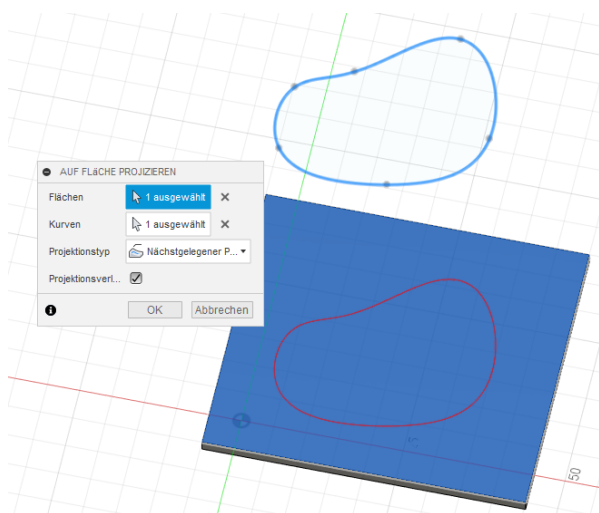 AUF FLäCHE PROJIZIEREN
Flächen 1 ausgewählt
Kurven 1 ausgewählt
Projektionstyp Nächstgelegener P...
Projektionsverl...
OK Abbrechen
50